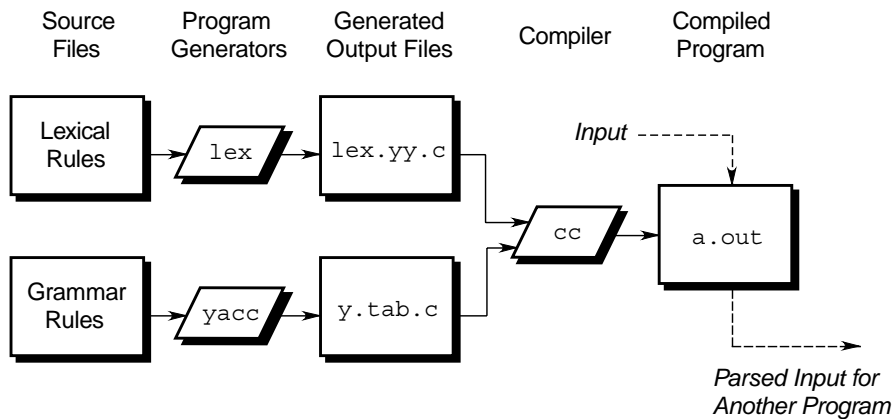 Source
Files
Program
Generators
Generated
Output Files
Compiler
Compiled
Program
Lexical
Rules
lex
lex.yy.c
Input
cc
a.out
Grammar
Rules
yacc
y.tab.c
Parsed Input for
Another Program